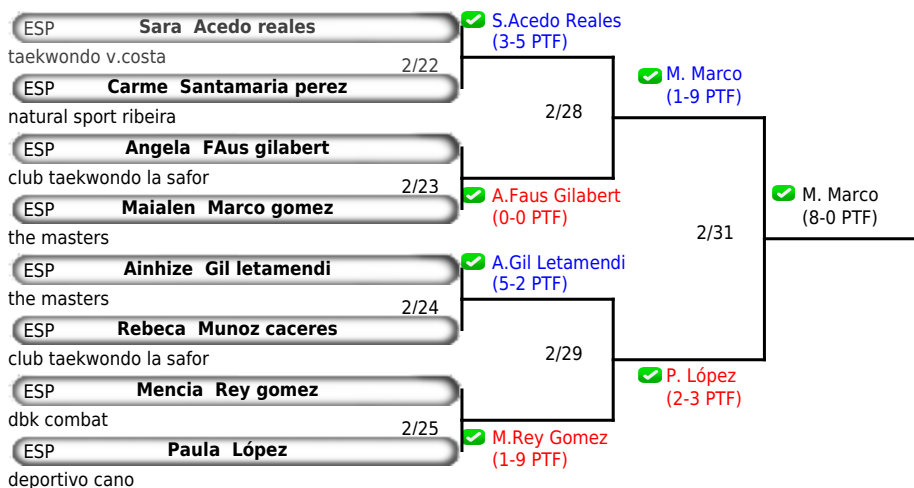 ESP Sara Acedo reales
taekwondo v.costa
2/22
ESP Carme Santamaria perez
natural sport ribeira
ESP Angela FAus gilabert
club taekwondo la safor
2/23
ESP Maialen Marco gomez
the masters
ESP Ainhize Gil letamendi
the masters
2/24
ESP Rebeca Munoz caceres
club taekwondo la safor
ESP Mencia Rey gomez
dbk combat
2/25
ESP Paula López
deportivo cano
S.Acedo Reales
(3-5 PTF)
2/28
A.Faus Gilabert
(0-0 PTF)
A.Gil Letamendi
(5-2 PTF)
2/29
M.Rey Gomez
(1-9 PTF)
M. Marco
(1-9 PTF)
2/31
P. López
(2-3 PTF)
M. Marco
(8-0 PTF)